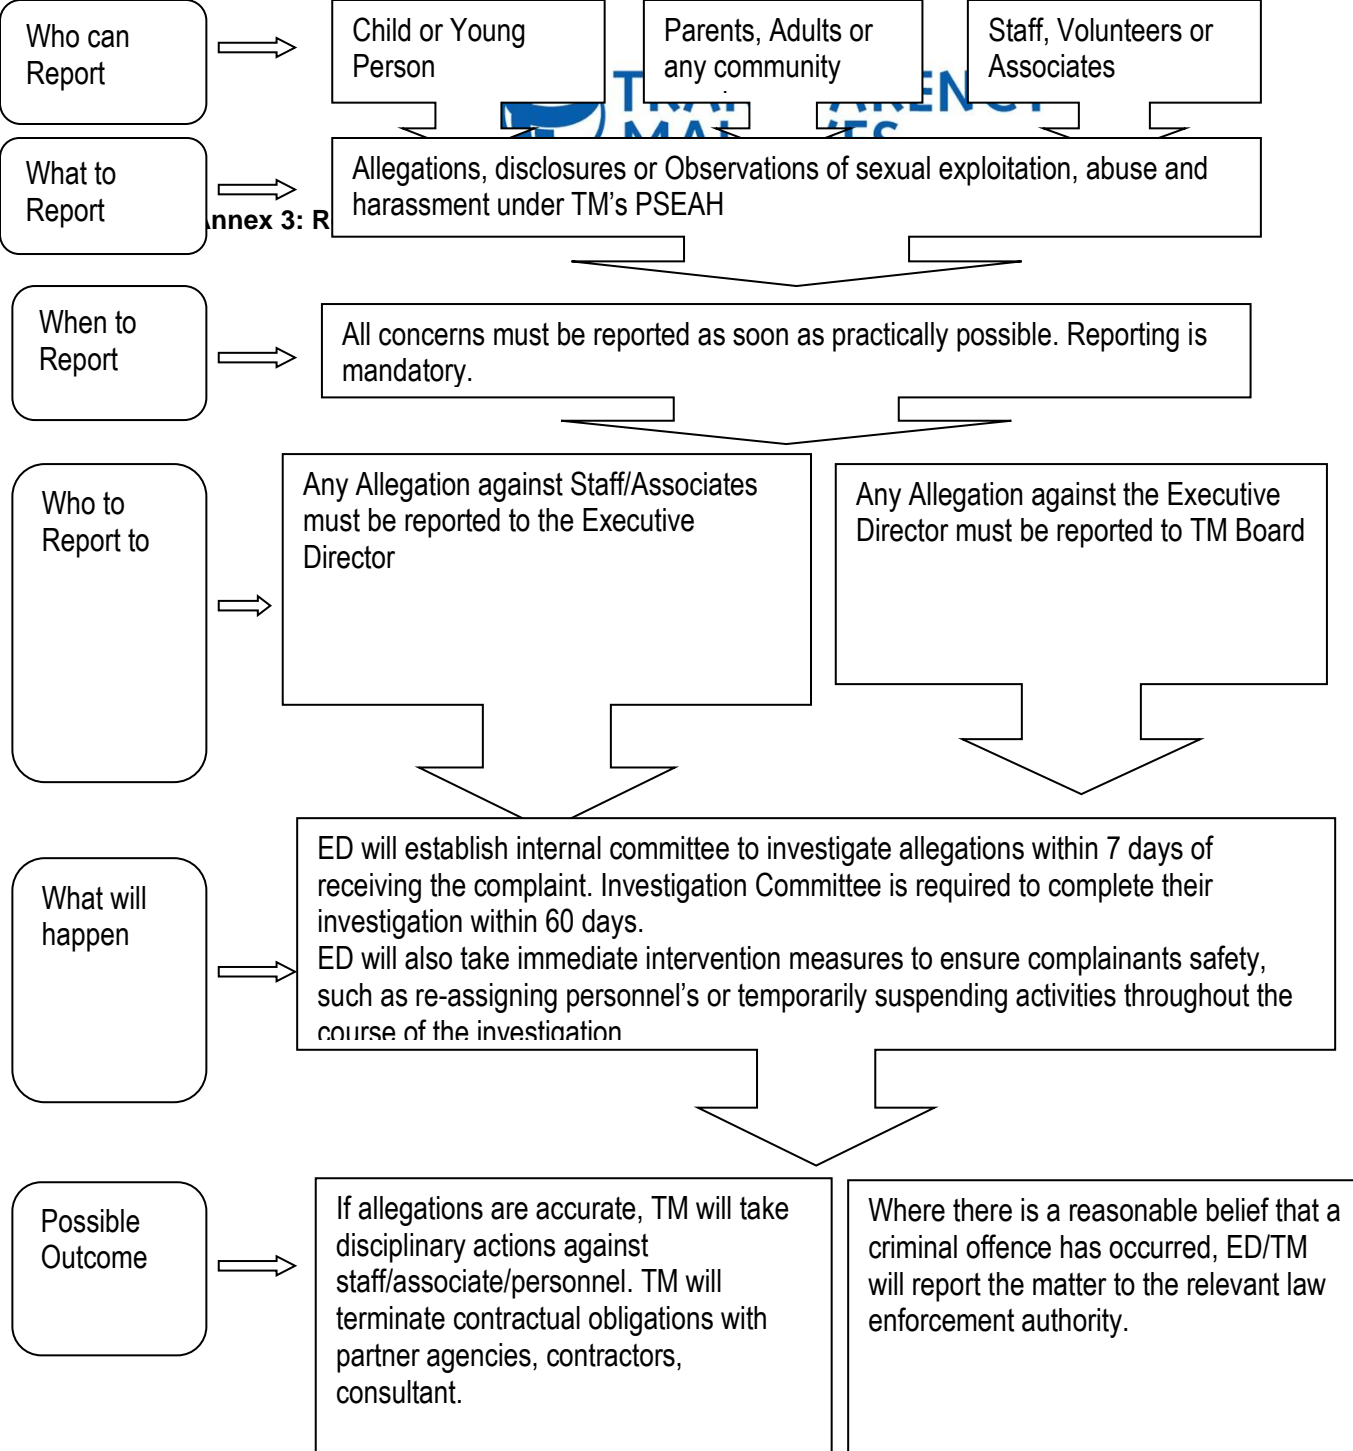 Who can
Report
Child or Young
Person
Parents, Adults or
any community
Staff, Volunteers or
Associates
What to
Report
Allegations, disclosures or Observations of sexual exploitation, abuse and
harassment under TM’s PSEAH
nnex 3: R
When to
Report
All concerns must be reported as soon as practically possible. Reporting is
mandatory.
Who to
Report to
Any Allegation against Staff/Associates
must be reported to the Executive
Director
Any Allegation against the Executive
Director must be reported to TM Board
What will
happen
ED will establish internal committee to investigate allegations within 7 days of
receiving the complaint. Investigation Committee is required to complete their
investigation within 60 days.
ED will also take immediate intervention measures to ensure complainants safety,
such as re-assigning personnel’s or temporarily suspending activities throughout the
course of the investigation
Possible
Outcome
If allegations are accurate, TM will take
disciplinary actions against
staff/associate/personnel. TM will
terminate contractual obligations with
partner agencies, contractors,
consultant.
Where there is a reasonable belief that a
criminal offence has occurred, ED/TM
will report the matter to the relevant law
enforcement authority.